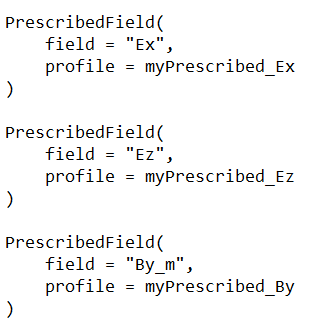 PrescribedField(
    field = "Ex",
    profile = myPrescribed_Ex
)

PrescribedField(
    field = "Ez",
    profile = myPrescribed_Ez
)

PrescribedField(
    field = "By_m",
    profile = myPrescribed_By
)